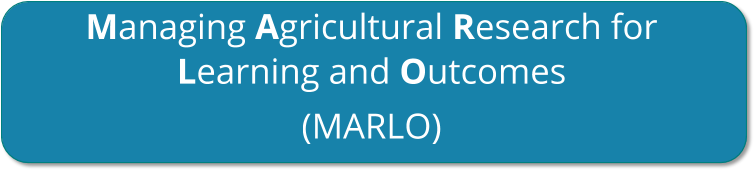 Managing Agricultural Research for
Learning and Outcomes
(MARLO)